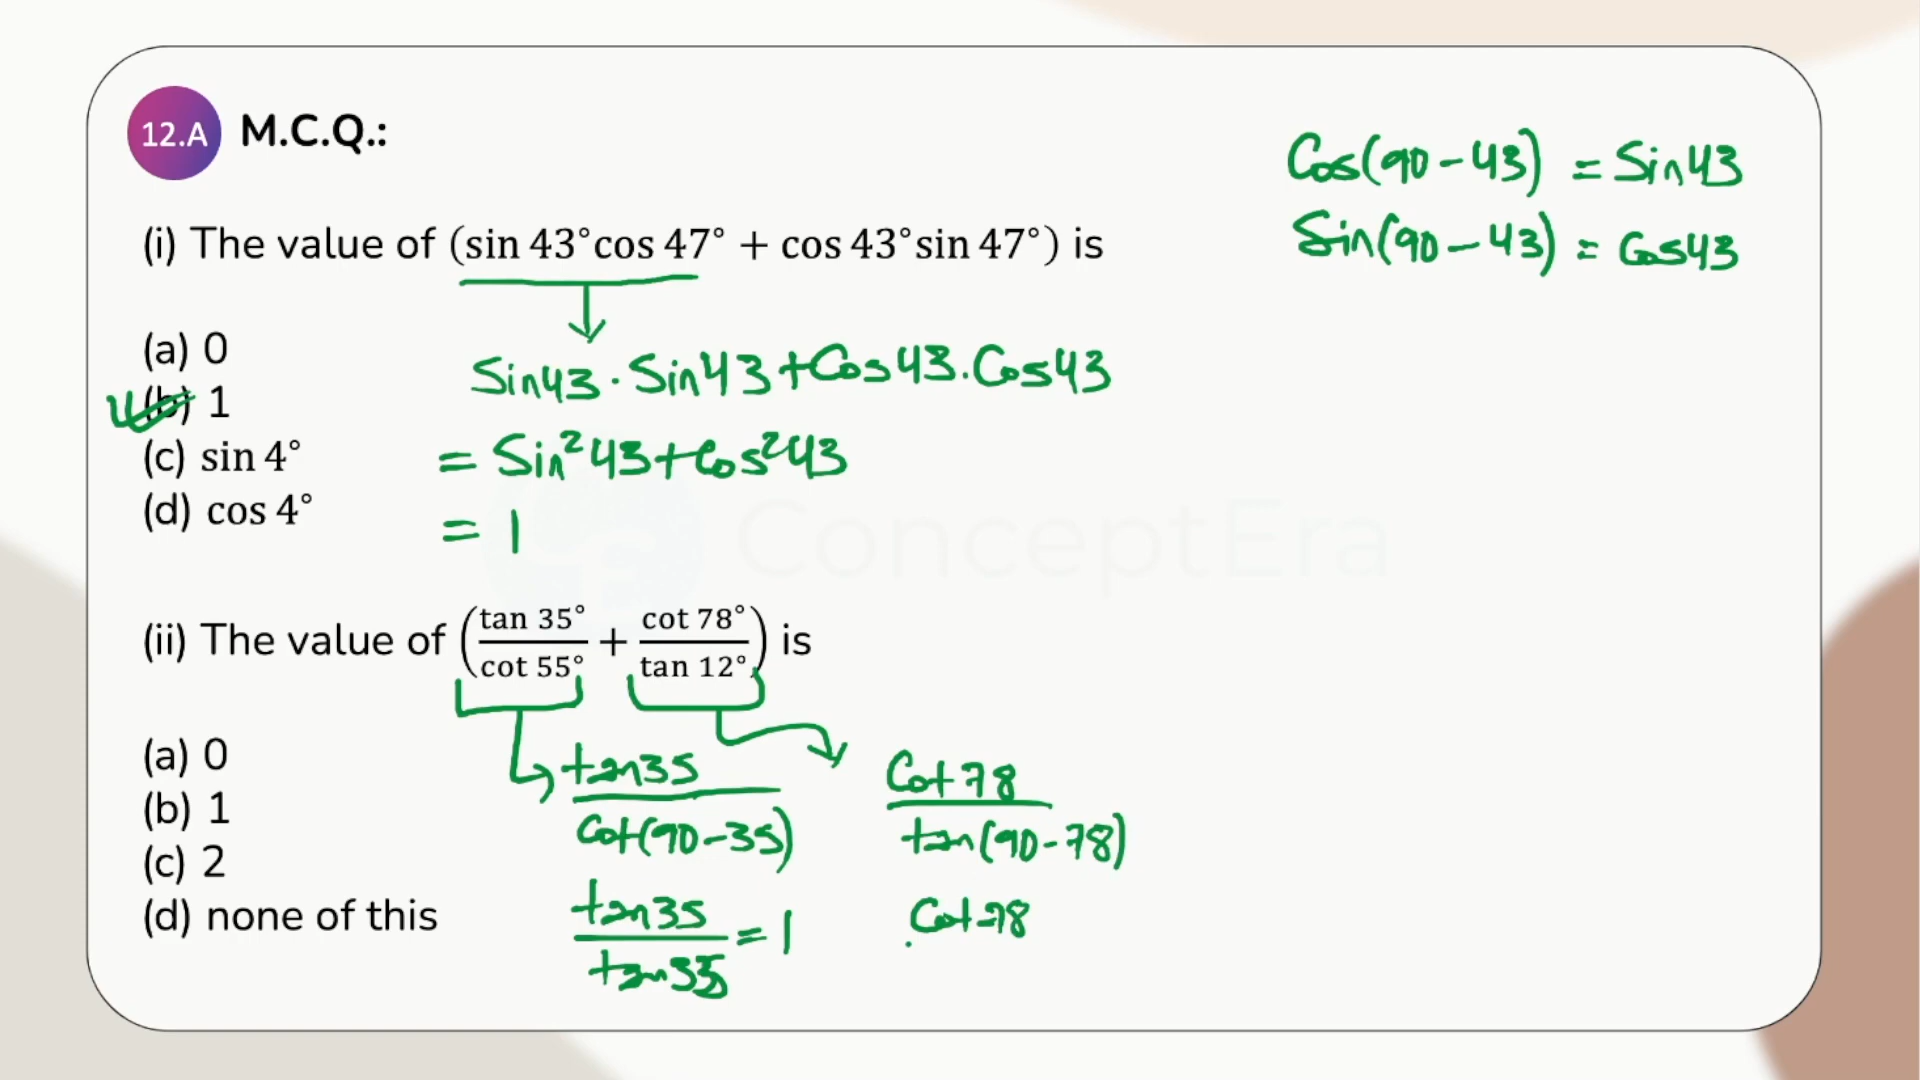 12.A M.C.Q.:
Cos(90-43) = Sin43
Sin(90-43) = Cos43
(i) The value of (sin 43°cos 47° + cos 43°sin 47°) is
(a) 0
Sin43 · Sin43 + Cos43 . Cos43
(b) 1
(c) sin 4°
= Sin²43 + Cos²43
(d) cos 4°
= 1
ConceptEra
(ii) The value of (tan 35°/cot 55° + cot 78°/tan 12°) is
(a) 0
tan35/cot(90-35)
Cot78/tan(90-78)
(b) 1
(c) 2
(d) none of this
tan35/tan35 = 1
Cot78